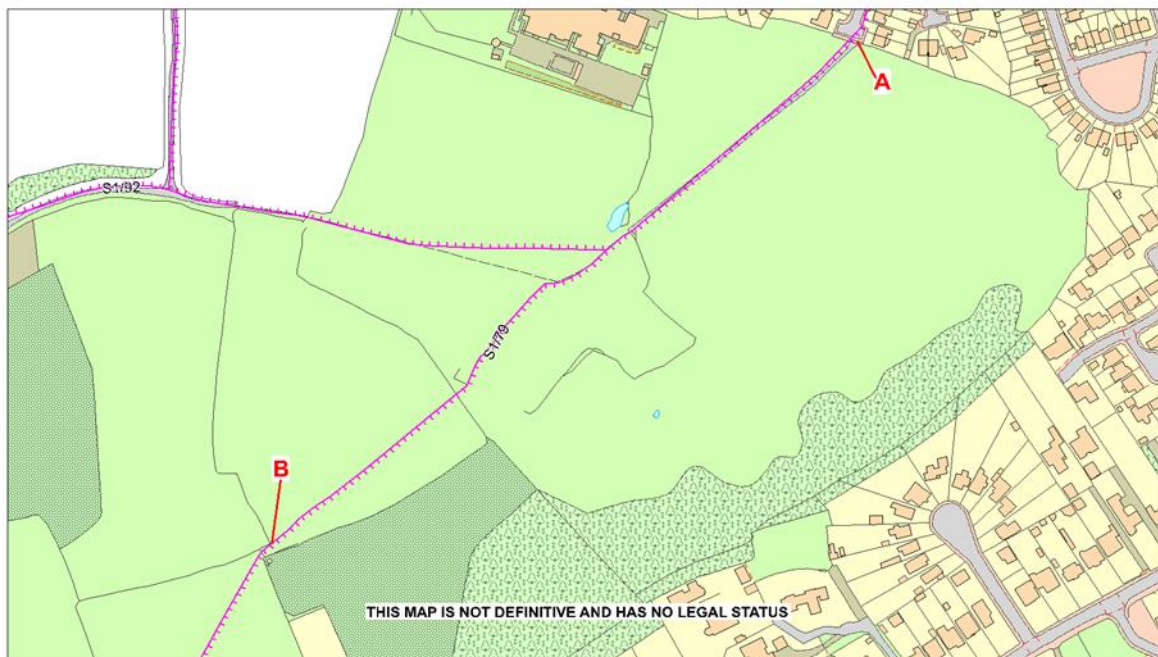 A
S1/92
S1/79
B
THIS MAP IS NOT DEFINITIVE AND HAS NO LEGAL STATUS